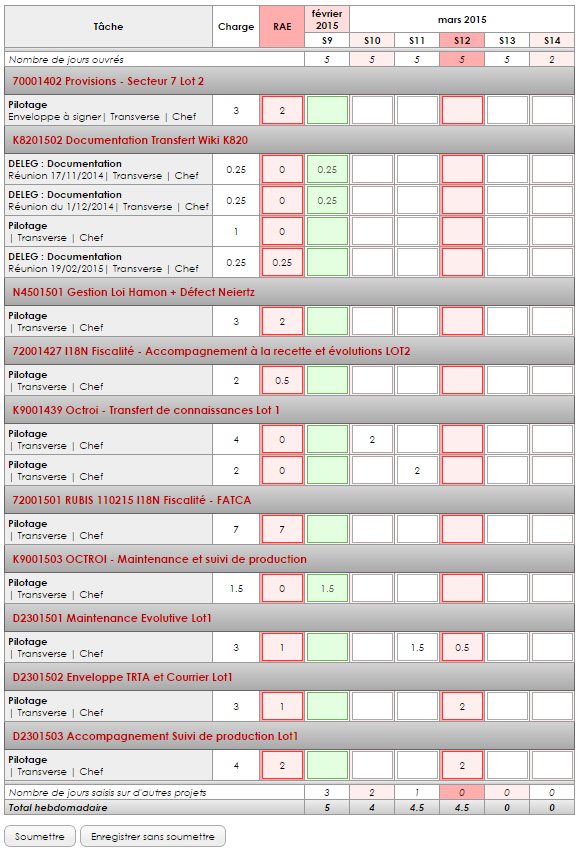 Tâche Charge RAE février 2015 mars 2015
S9 S10 S11 S12 S13 S14
Nombre de jours ouvrés 5 5 5 5 5 2
70001402 Provisions - Secteur 7 Lot 2
Pilotage
Enveloppe à signer| Transverse | Chef 3 2
K8201502 Documentation Transfert Wiki K820
DELEG : Documentation
Réunion 17/11/2014| Transverse | Chef 0.25 0 0.25
DELEG : Documentation
Réunion du 1/12/2014| Transverse | Chef 0.25 0 0.25
Pilotage
| Transverse | Chef 1 0
DELEG : Documentation
Réunion 19/02/2015| Transverse | Chef 0.25 0.25
N4501501 Gestion Loi Hamon + Défect Neiertz
Pilotage
| Transverse | Chef 3 2
72001427 I18N Fiscalité - Accompagnement à la recette et évolutions LOT2
Pilotage
| Transverse | Chef 2 0.5
K9001439 Octroi - Transfert de connaissances Lot 1
Pilotage
| Transverse | Chef 4 0 2
Pilotage
| Transverse | Chef 2 0 2
72001501 RUBIS 110215 I18N Fiscalité - FATCA
Pilotage
| Transverse | Chef 7 7
K9001503 OCTROI - Maintenance et suivi de production
Pilotage
| Transverse | Chef 1.5 0 1.5
D2301501 Maintenance Evolutive Lot1
Pilotage
| Transverse | Chef 3 1 1.5 0.5
D2301502 Enveloppe TRTA et Courrier Lot1
Pilotage
| Transverse | Chef 3 1 2
D2301503 Accompagnement Suivi de production Lot1
Pilotage
| Transverse | Chef 4 2 2
Nombre de jours saisis sur d'autres projets 3 2 1 0 0 0
Total hebdomadaire 5 4 4.5 4.5 0 0
Soumettre Enregistrer sans soumettre